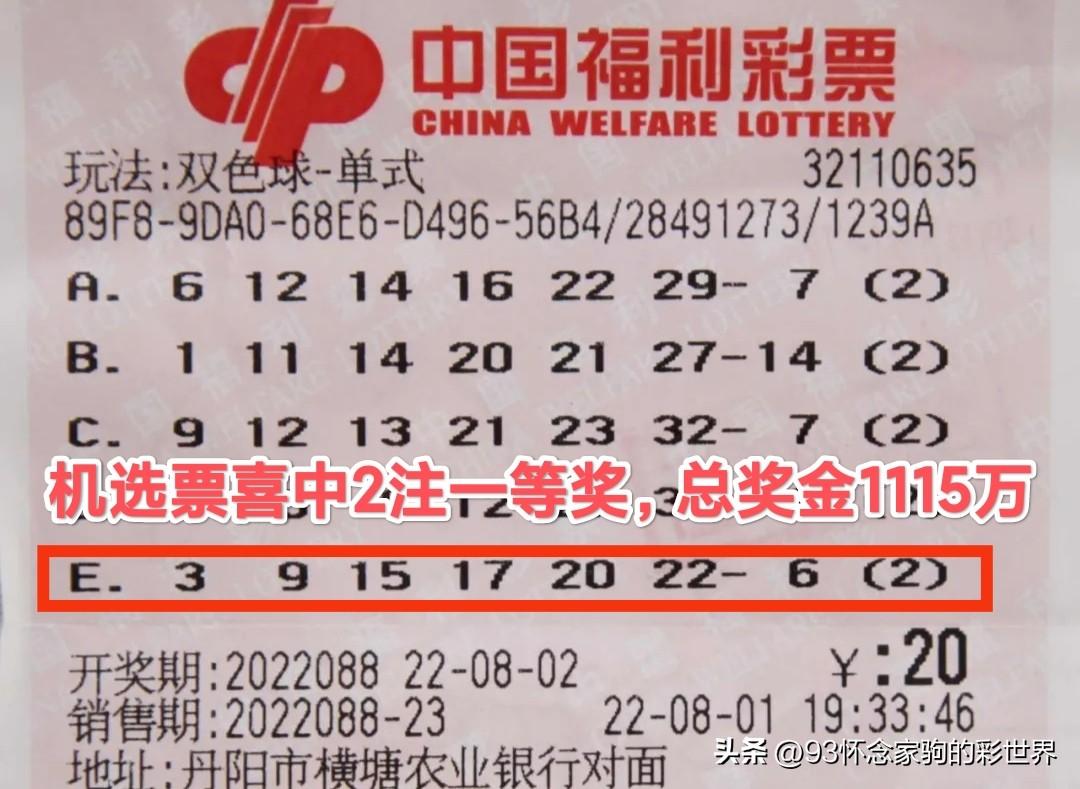 中国福利彩票
CHINA WELFARE LOTTERY
玩法:双色球-单式 32110635
89F8-9DA0-68E6-D496-56B4/28491273/1239A
A. 6 12 14 16 22 29- 7 (2)
B. 1 11 14 20 21 27-14 (2)
C. 9 12 13 21 23 32- 7 (2)
机选票喜中2注一等奖，总奖金1115万
E. 3 9 15 17 20 22- 6 (2)
开奖期:2022088 22-08-02 ¥:20
销售期:2022088-23 22-08-01 19:33:46
地址:丹阳市横塘农业银行对面
头条 @93怀念家驹的彩世界